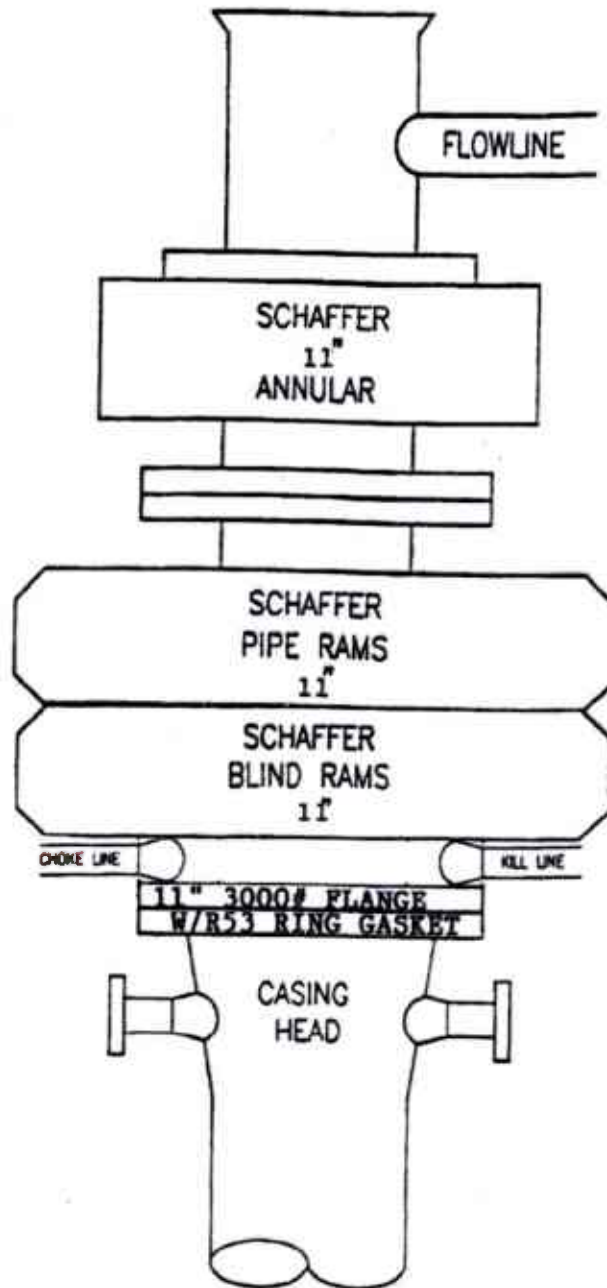 FLOWLINE
SCHAFFER
11"
ANNULAR
SCHAFFER
PIPE RAMS
11"
SCHAFFER
BLIND RAMS
11"
CHOKE LINE
KILL LINE
11" 3000# FLANGE
W/R53 RING GASKET
CASING
HEAD